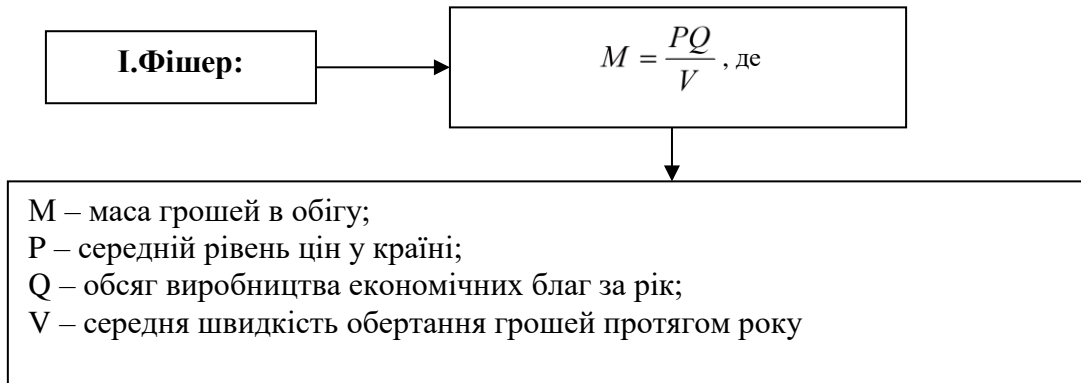 І.Фішер:
M = PQ / V , де
М – маса грошей в обігу;
Р – середній рівень цін у країні;
Q – обсяг виробництва економічних благ за рік;
V – середня швидкість обертання грошей протягом року